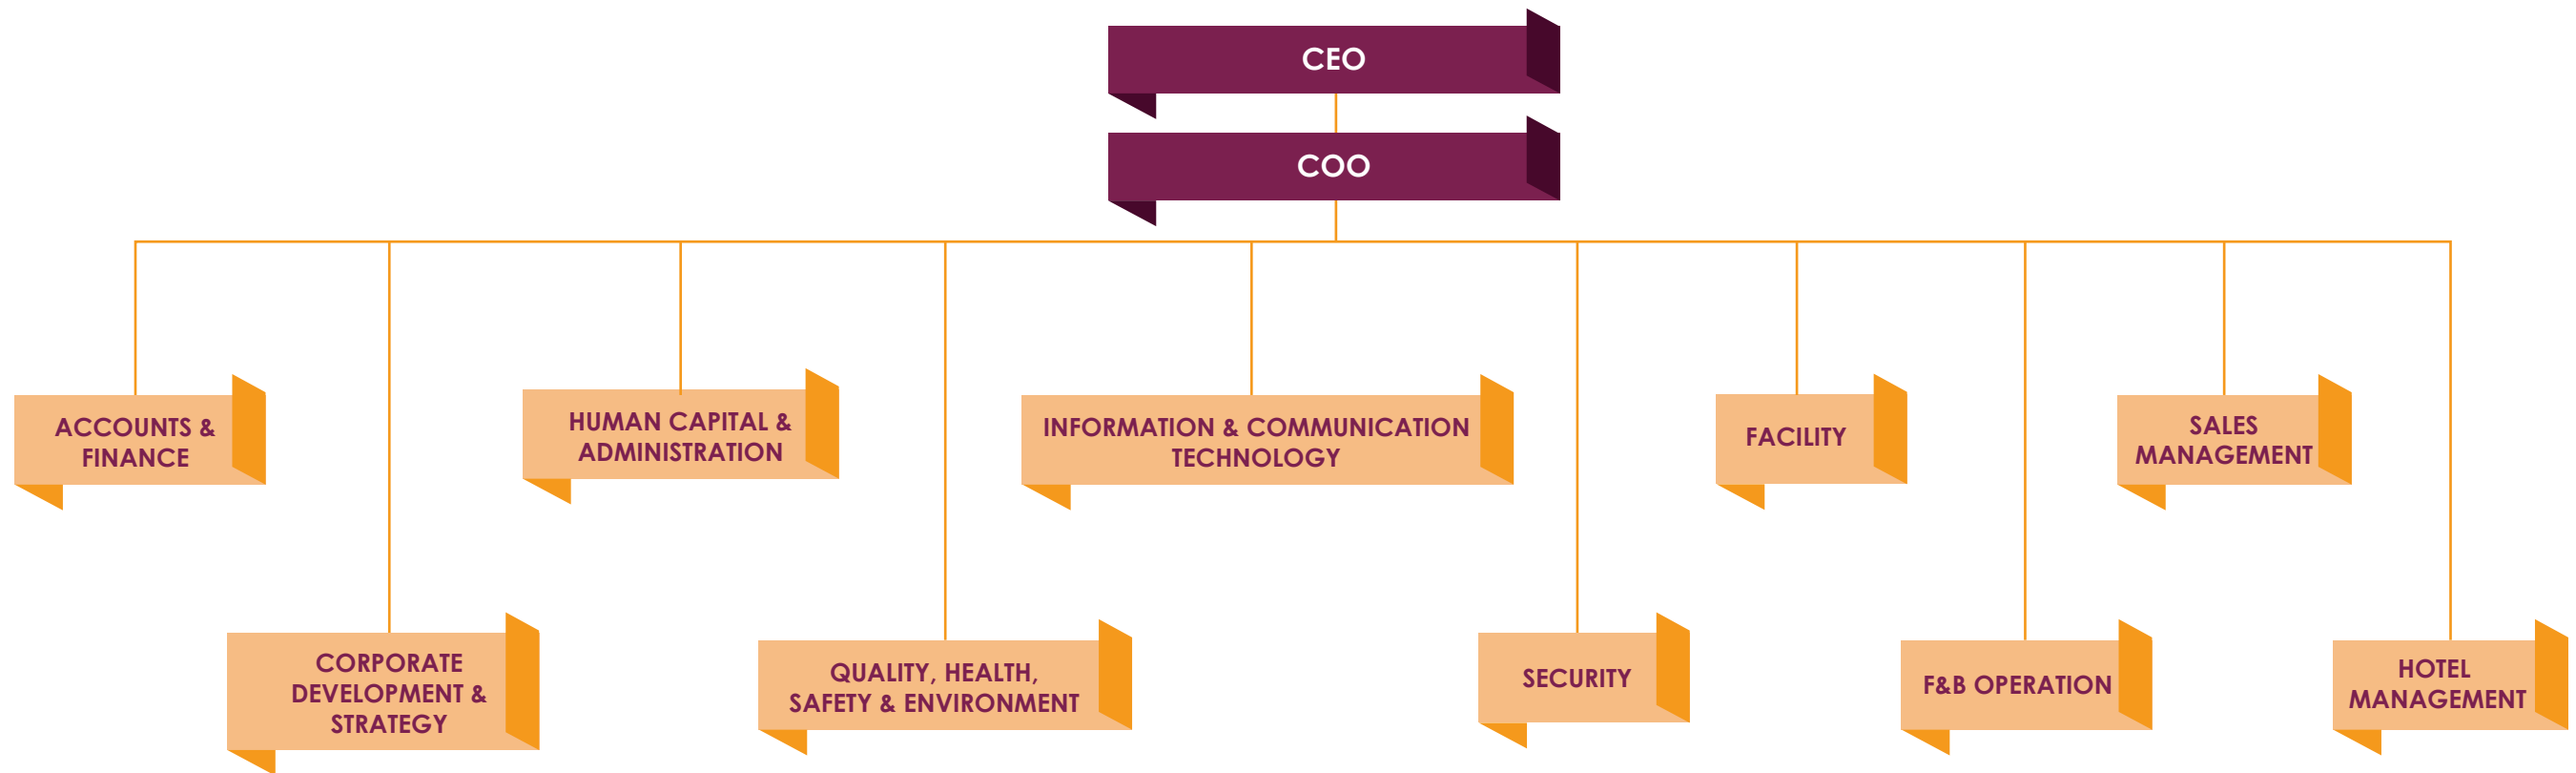 CEO
COO
ACCOUNTS &
FINANCE
HUMAN CAPITAL &
ADMINISTRATION
INFORMATION & COMMUNICATION
TECHNOLOGY
FACILITY
SALES
MANAGEMENT
CORPORATE
DEVELOPMENT &
STRATEGY
QUALITY, HEALTH,
SAFETY & ENVIRONMENT
SECURITY
F&B OPERATION
HOTEL
MANAGEMENT